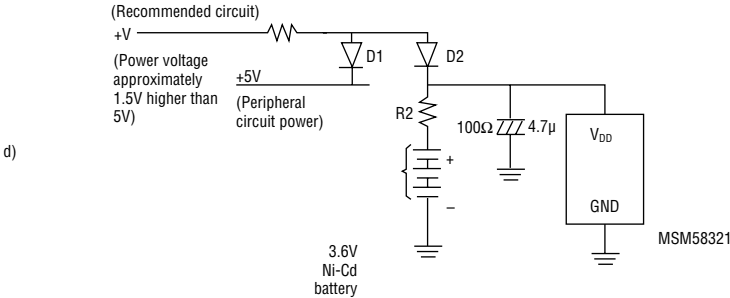 (Recommended circuit)
+V
(Power voltage
approximately
1.5V higher than
5V)
D1
D2
+5V
(Peripheral
circuit power)
R2
100Ω
4.7μ
+
–
VDD
GND
MSM58321
d)
3.6V
Ni-Cd
battery